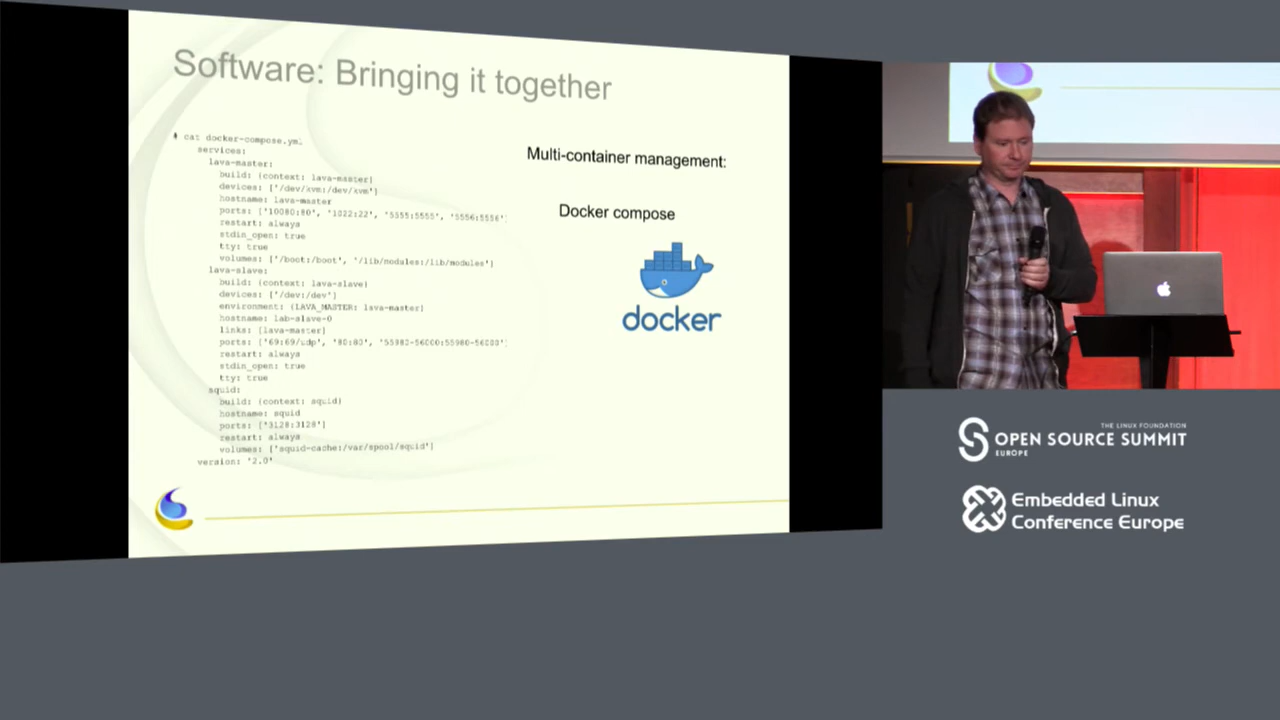 Software: Bringing it together
# cat docker-compose.yml
services:
lava-master:
build: {context: lava-master}
devices: ['/dev/kvm:/dev/kvm']
hostname: lava-master
ports: ['10080:80', '1022:22', '5555:5555', '5556:5556'
restart: always
stdin_open: true
tty: true
volumes: ['/boot:/boot', '/lib/modules:/lib/modules']
lava-slave:
build: {context: lava-slave}
devices: ['/dev:/dev']
environment: {LAVA_MASTER: lava-master}
hostname: lab-slave-0
links: [lava-master]
ports: ['69:69/udp', '80:80', '55980-56000:55980-56000'
restart: always
stdin_open: true
tty: true
squid:
build: {context: squid}
hostname: squid
ports: ['3128:3128']
restart: always
volumes: ['squid-cache:/var/spool/squid']
version: '2.0'
Multi-container management:
Docker compose
docker
THE LINUX FOUNDATION
OPEN SOURCE SUMMIT
EUROPE
Embedded Linux
Conference Europe